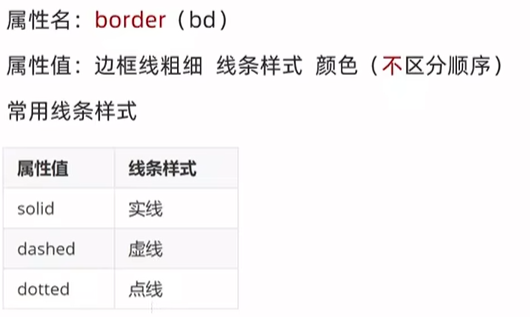 属性名：border（bd）
属性值：边框线粗细 线条样式 颜色（不区分顺序）
常用线条样式
属性值 线条样式
solid 实线
dashed 虚线
dotted 点线